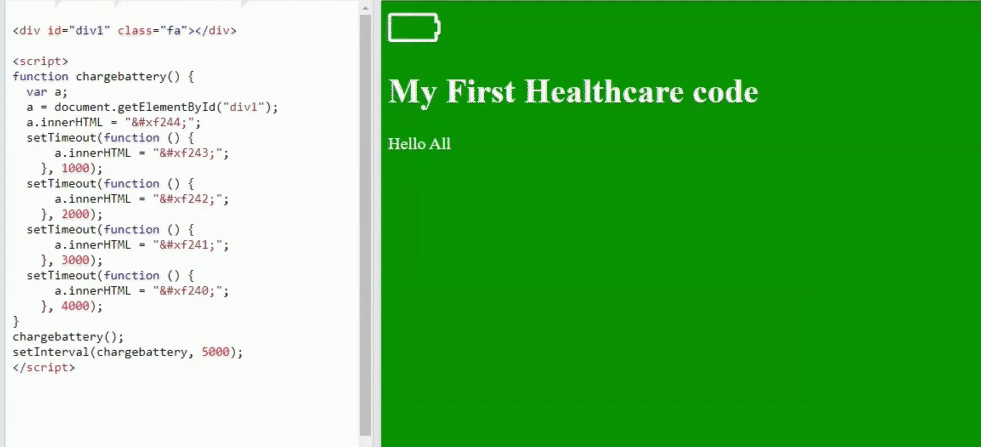 <div id="div1" class="fa"></div>
<script>
function chargebattery() {
  var a;
  a = document.getElementById("div1");
  a.innerHTML = "&#xf244;";
  setTimeout(function () {
      a.innerHTML = "&#xf243;";
    }, 1000);
  setTimeout(function () {
      a.innerHTML = "&#xf242;";
    }, 2000);
  setTimeout(function () {
      a.innerHTML = "&#xf241;";
    }, 3000);
  setTimeout(function () {
      a.innerHTML = "&#xf240;";
    }, 4000);
}
chargebattery();
setInterval(chargebattery, 5000);
</script>
My First Healthcare code
Hello All